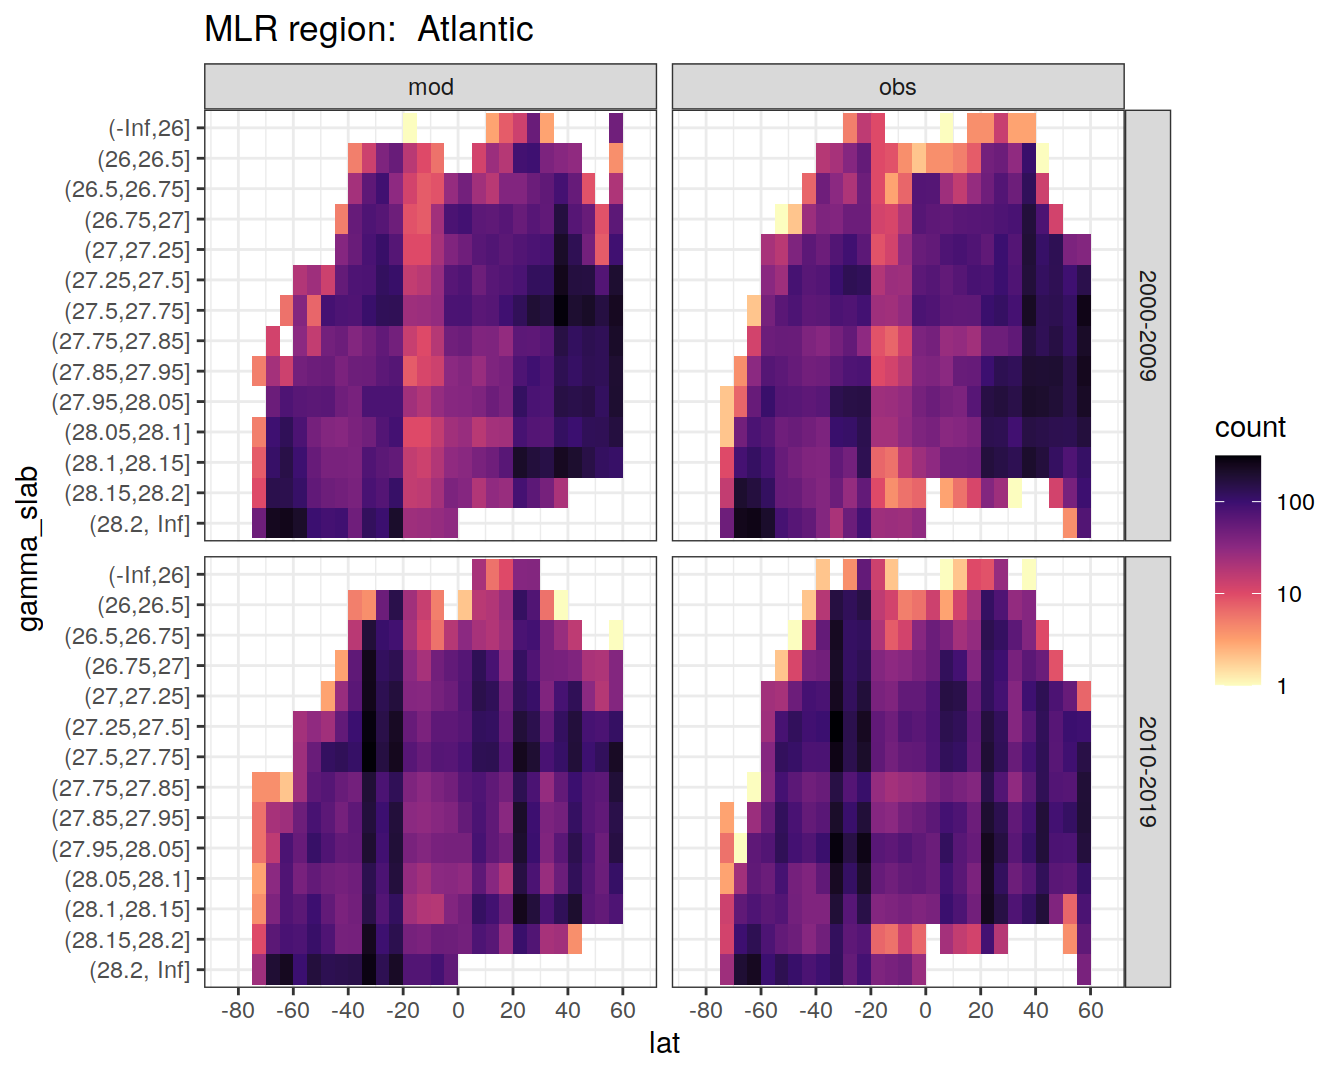 MLR region:  Atlantic
mod
obs
(-Inf,26]
(26,26.5]
(26.5,26.75]
(26.75,27]
(27,27.25]
(27.25,27.5]
(27.5,27.75]
(27.75,27.85]
(27.85,27.95]
(27.95,28.05]
(28.05,28.1]
(28.1,28.15]
(28.15,28.2]
(28.2, Inf]
2000-2009
(-Inf,26]
(26,26.5]
(26.5,26.75]
(26.75,27]
(27,27.25]
(27.25,27.5]
(27.5,27.75]
(27.75,27.85]
(27.85,27.95]
(27.95,28.05]
(28.05,28.1]
(28.1,28.15]
(28.15,28.2]
(28.2, Inf]
2010-2019
gamma_slab
-80 -60 -40 -20 0 20 40 60
-80 -60 -40 -20 0 20 40 60
lat
count
100
10
1